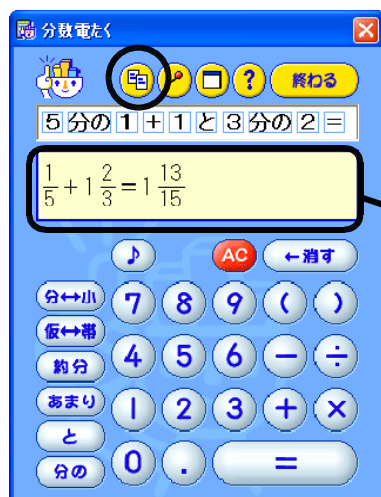 分数電たく
? 終わる
5分の1+1と3分の2=
1/5+1 2/3=1 13/15
♪ AC ←消す
分↔小 7 8 9 ( )
仮↔帯
約分 4 5 6 − ÷
あまり 1 2 3 + ×
と
分の 0 . =